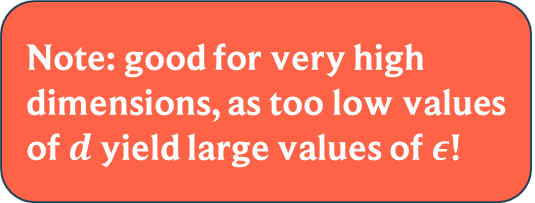 Note: good for very high
dimensions, as too low values
of 𝑑 yield large values of 𝜖!